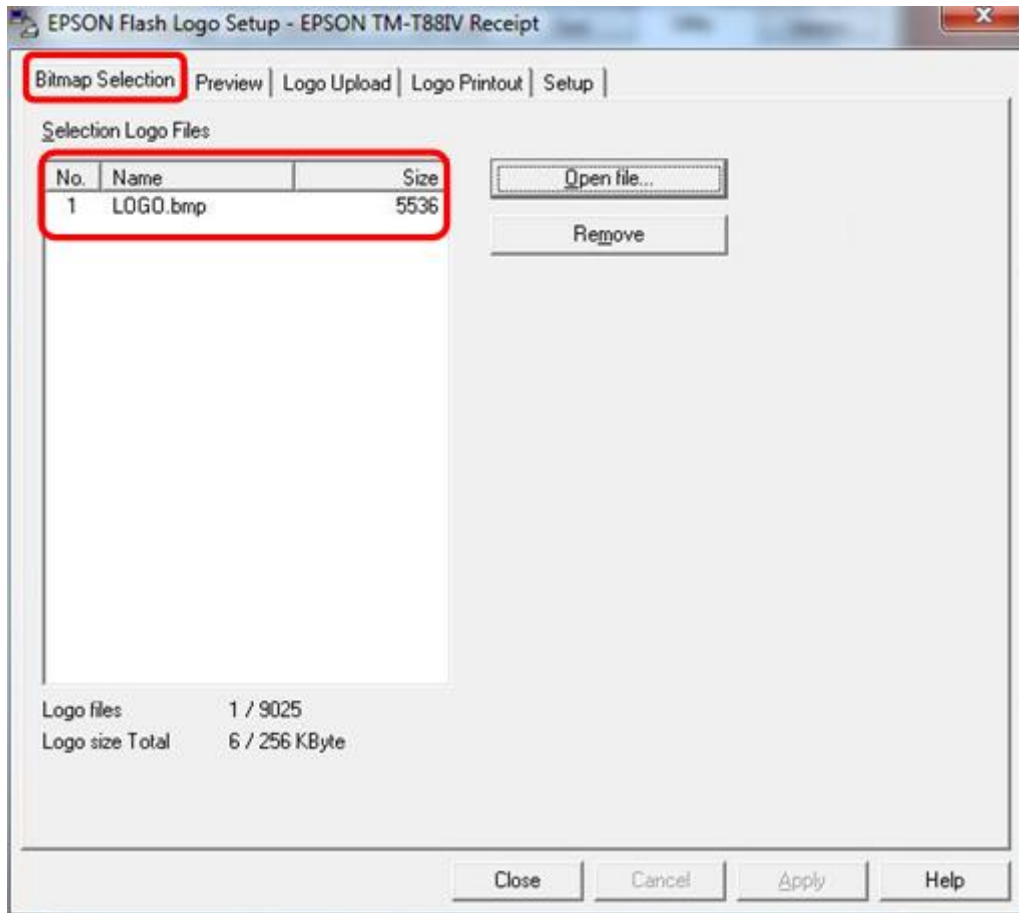 EPSON Flash Logo Setup - EPSON TM-T88IV Receipt
Bitmap Selection Preview Logo Upload Logo Printout Setup
Selection Logo Files
No. Name Size
1 LOGO.bmp 5536
Open file...
Remove
Logo files 1 / 9025
Logo size Total 6 / 256 KByte
Close Cancel Apply Help